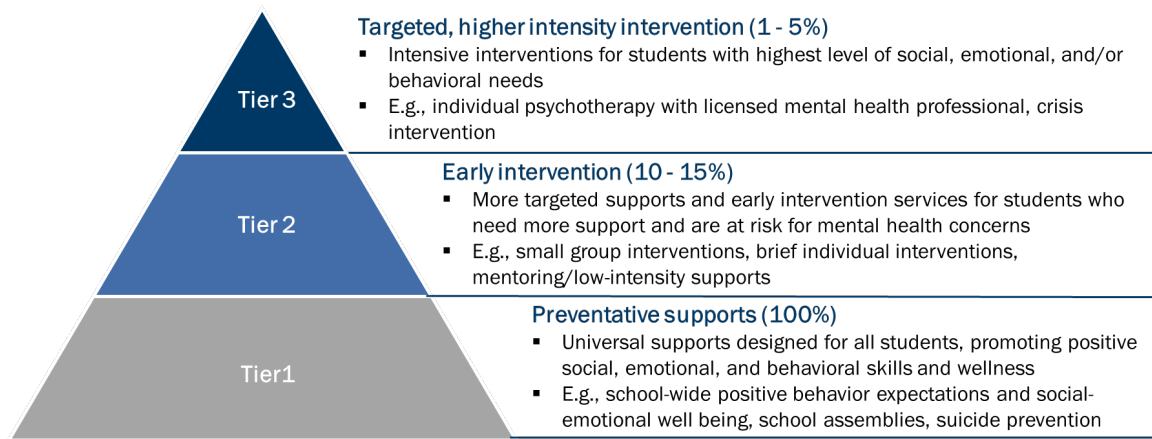 Targeted, higher intensity intervention (1 - 5%)
▪ Intensive interventions for students with highest level of social, emotional, and/or
behavioral needs
Tier 3
▪ E.g., individual psychotherapy with licensed mental health professional, crisis
intervention
Early intervention (10 - 15%)
▪ More targeted supports and early intervention services for students who
need more support and are at risk for mental health concerns
Tier 2
▪ E.g., small group interventions, brief individual interventions,
mentoring/low-intensity supports
Preventative supports (100%)
▪ Universal supports designed for all students, promoting positive
social, emotional, and behavioral skills and wellness
Tier1
▪ E.g., school-wide positive behavior expectations and social-
emotional well being, school assemblies, suicide prevention